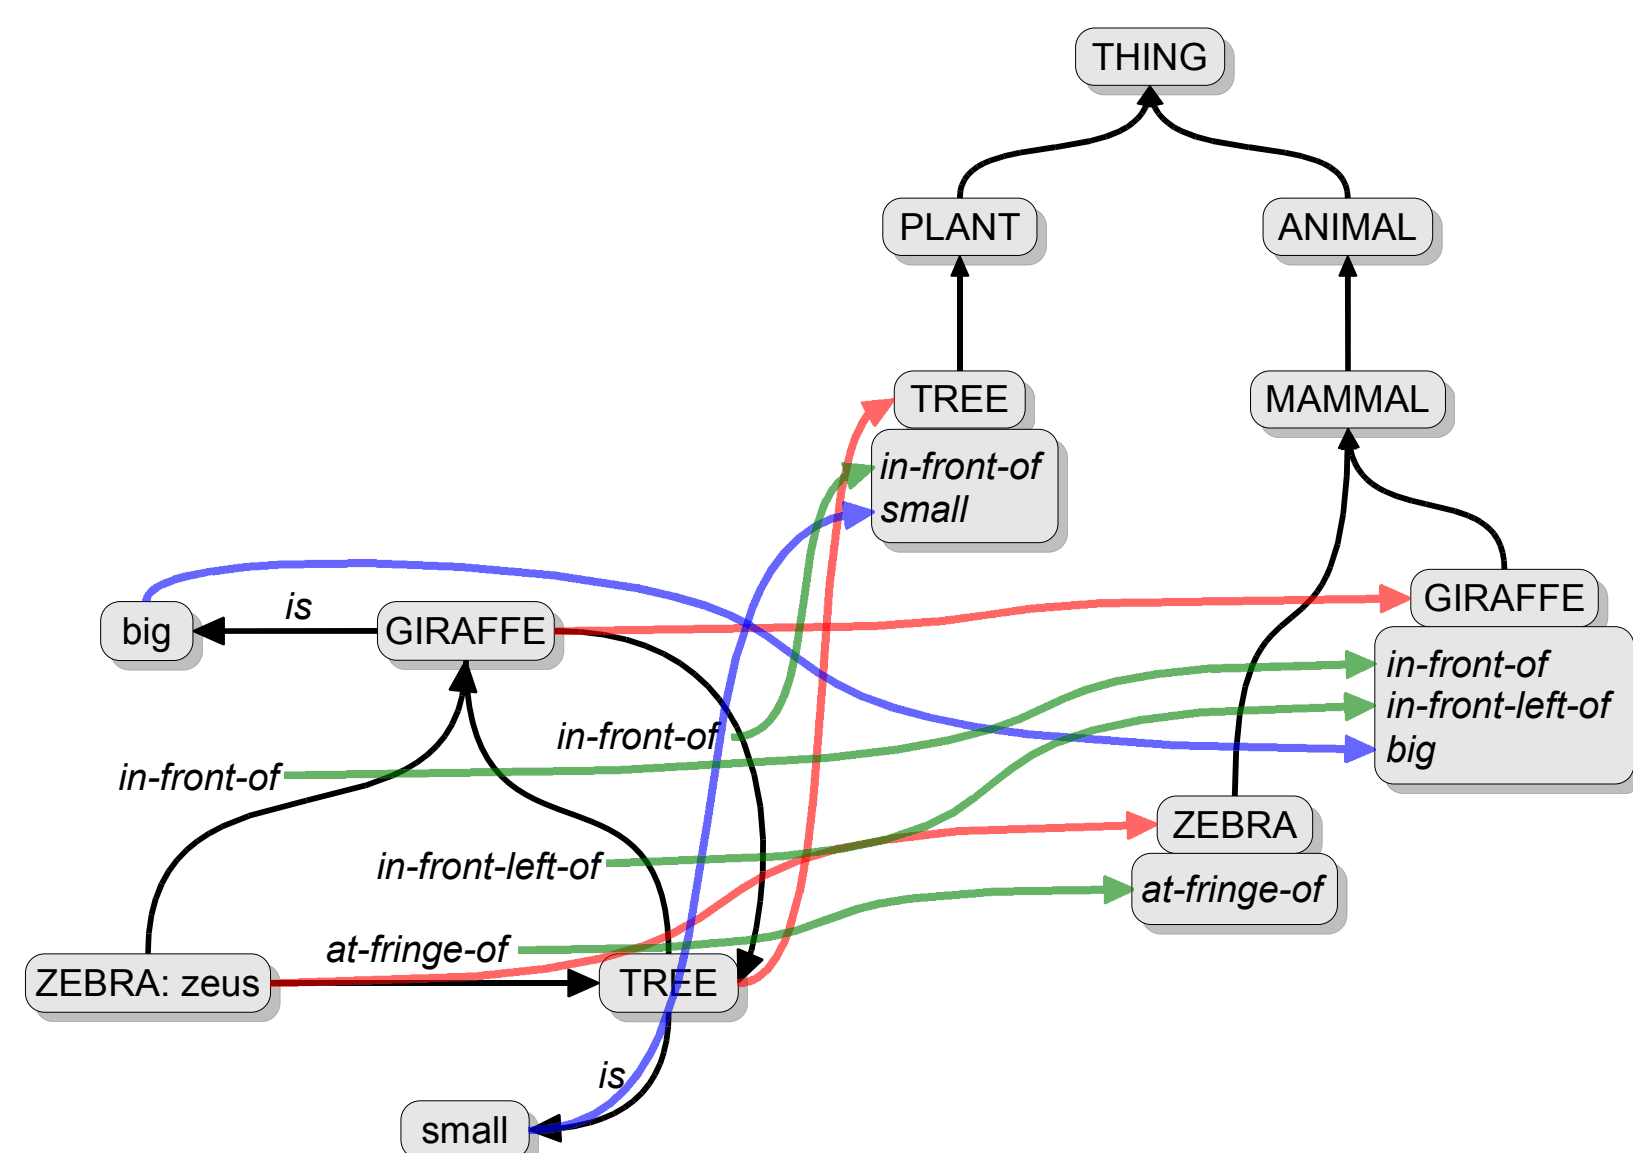 THING
PLANT
ANIMAL
TREE
MAMMAL
in-front-of
small
GIRAFFE
big
is
GIRAFFE
in-front-of
in-front-left-of
big
in-front-of
in-front-of
ZEBRA
in-front-left-of
at-fringe-of
at-fringe-of
ZEBRA: zeus
TREE
is
small